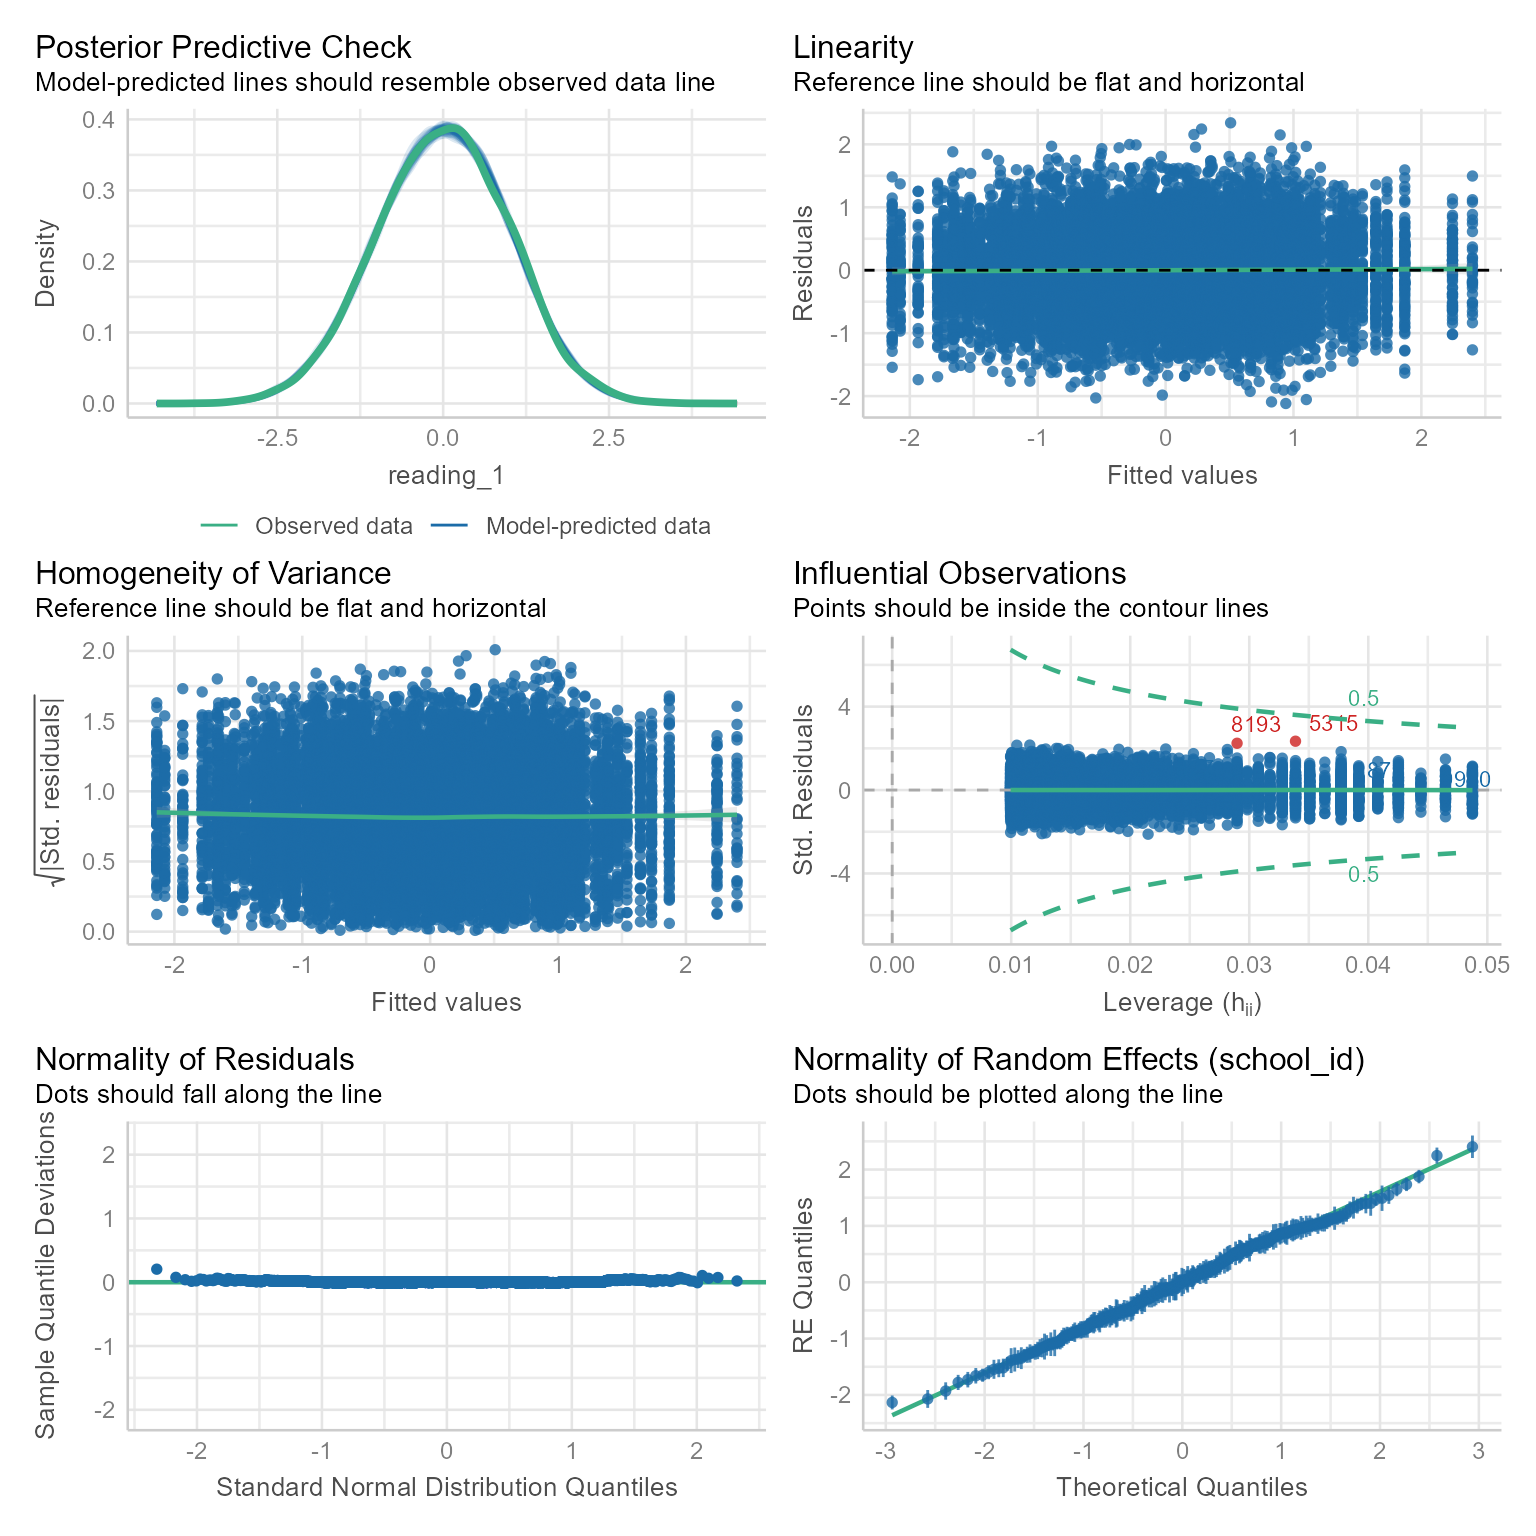 Posterior Predictive Check
Model-predicted lines should resemble observed data line
0.4
0.3
0.2
0.1
0.0
Density
-2.5
0.0
2.5
reading_1
Observed data
Model-predicted data
Linearity
Reference line should be flat and horizontal
2
1
0
-1
-2
Residuals
-2
-1
0
1
2
Fitted values
Homogeneity of Variance
Reference line should be flat and horizontal
2.0
1.5
1.0
0.5
0.0
√|Std. residuals|
-2
-1
0
1
2
Fitted values
Influential Observations
Points should be inside the contour lines
4
0
-4
Std. Residuals
0.5
8193
5315
0.5
0.00
0.01
0.02
0.03
0.04
0.05
Leverage (hii)
Normality of Residuals
Dots should fall along the line
2
1
0
-1
-2
Sample Quantile Deviations
-2
-1
0
1
2
Standard Normal Distribution Quantiles
Normality of Random Effects (school_id)
Dots should be plotted along the line
2
1
0
-1
-2
RE Quantiles
-3
-2
-1
0
1
2
3
Theoretical Quantiles